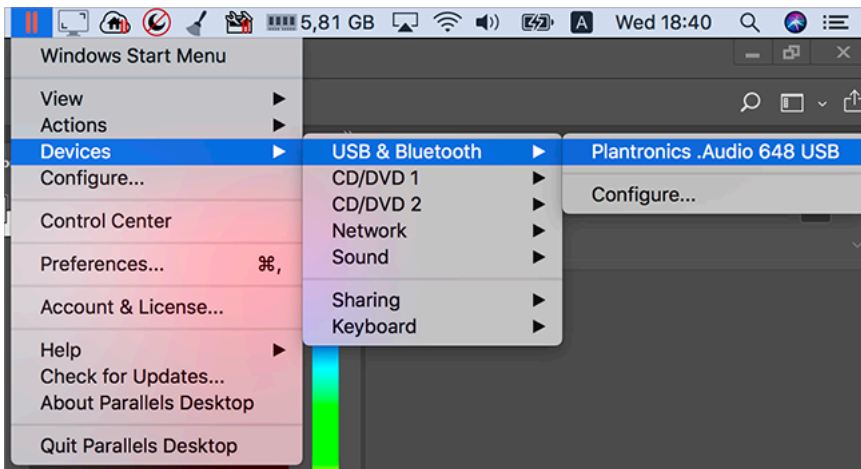 5,81 GB
A
Wed 18:40
Windows Start Menu
View
Actions
Devices
Configure...
Control Center
Preferences... ⌘,
Account & License...
Help
Check for Updates...
About Parallels Desktop
Quit Parallels Desktop
USB & Bluetooth
CD/DVD 1
CD/DVD 2
Network
Sound
Sharing
Keyboard
Plantronics .Audio 648 USB
Configure...